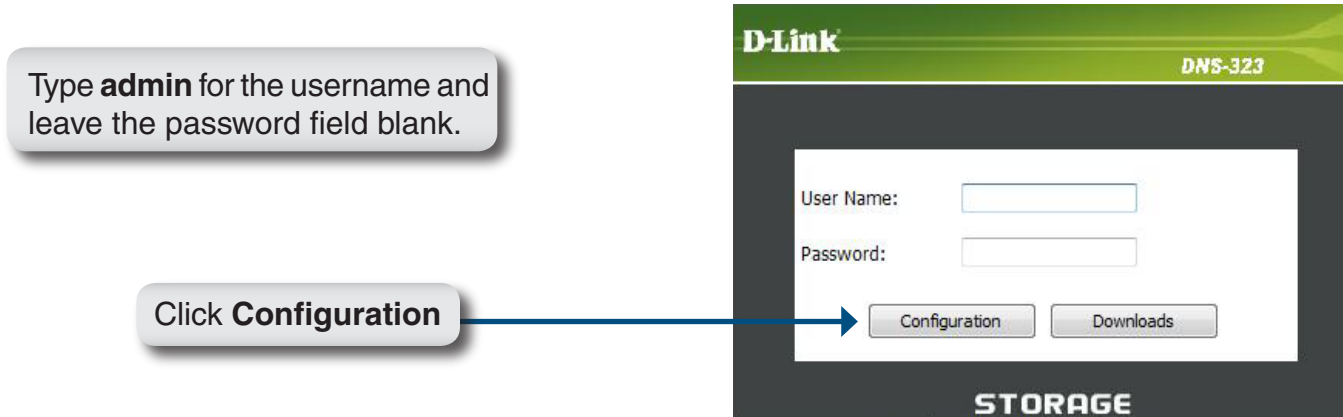 D-Link
DNS-323
Type admin for the username and
leave the password field blank.
User Name:
Password:
Click Configuration
Configuration
Downloads
STORAGE